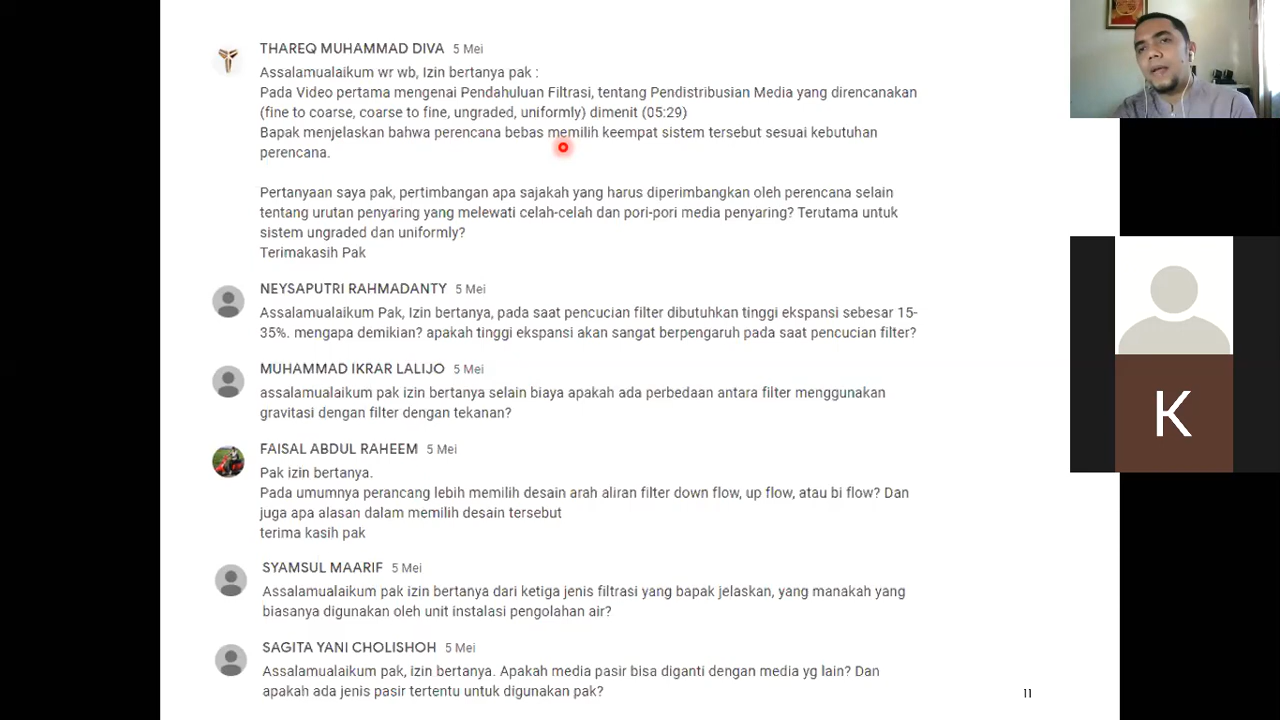 THAREQ MUHAMMAD DIVA 5 Mei
Assalamualaikum wr wb, Izin bertanya pak :
Pada Video pertama mengenai Pendahuluan Filtrasi, tentang Pendistribusian Media yang direncanakan
(fine to coarse, coarse to fine, ungraded, uniformly) dimenit (05:29)
Bapak menjelaskan bahwa perencana bebas memilih keempat sistem tersebut sesuai kebutuhan
perencana.
Pertanyaan saya pak, pertimbangan apa sajakah yang harus diperimbangkan oleh perencana selain
tentang urutan penyaring yang melewati celah-celah dan pori-pori media penyaring? Terutama untuk
sistem ungraded dan uniformly?
Terimakasih Pak
NEYSAPUTRI RAHMADANTY 5 Mei
Assalamualaikum Pak, Izin bertanya, pada saat pencucian filter dibutuhkan tinggi ekspansi sebesar 15-
35%. mengapa demikian? apakah tinggi ekspansi akan sangat berpengaruh pada saat pencucian filter?
MUHAMMAD IKRAR LALIJO 5 Mei
assalamualaikum pak izin bertanya selain biaya apakah ada perbedaan antara filter menggunakan
gravitasi dengan filter dengan tekanan?
FAISAL ABDUL RAHEEM 5 Mei
Pak izin bertanya.
Pada umumnya perancang lebih memilih desain arah aliran filter down flow, up flow, atau bi flow? Dan
juga apa alasan dalam memilih desain tersebut
terima kasih pak
SYAMSUL MAARIF 5 Mei
Assalamualaikum pak izin bertanya dari ketiga jenis filtrasi yang bapak jelaskan, yang manakah yang
biasanya digunakan oleh unit instalasi pengolahan air?
SAGITA YANI CHOLISHOH 5 Mei
Assalamualaikum pak, izin bertanya. Apakah media pasir bisa diganti dengan media yg lain? Dan
apakah ada jenis pasir tertentu untuk digunakan pak?
11
K